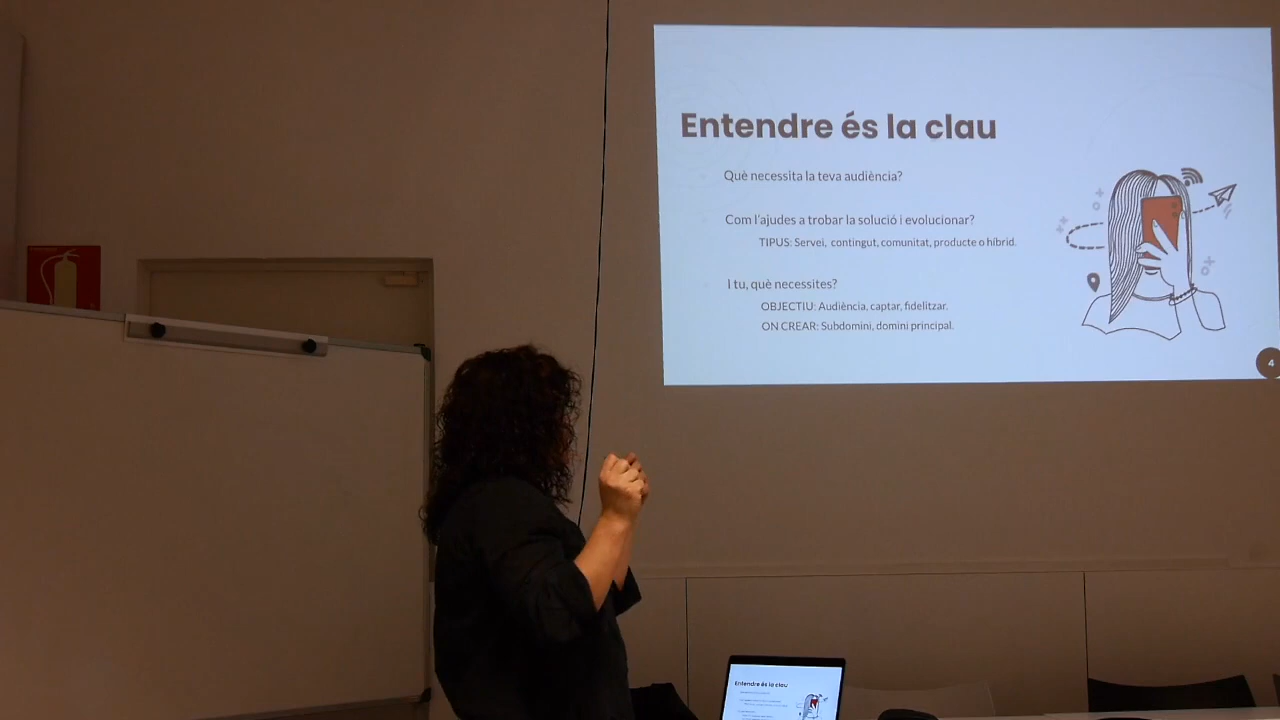 Entendre és la clau
Què necessita la teva audiència?
Com l'ajudes a trobar la solució i evolucionar?
TIPUS: Servei, contingut, comunitat, producte o híbrid.
I tu, què necessites?
OBJECTIU: Audiència, captar, fidelitzar.
ON CREAR: Subdomini, domini principal.
4
Entendre és la clau